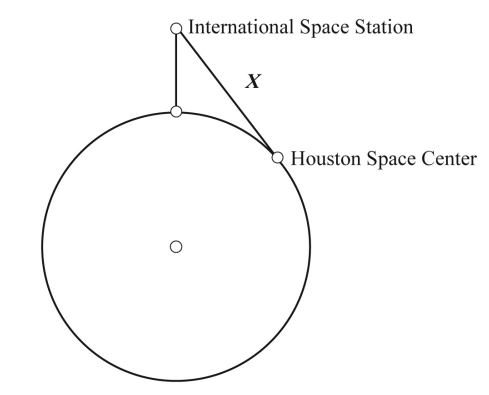 International Space Station
X
Houston Space Center